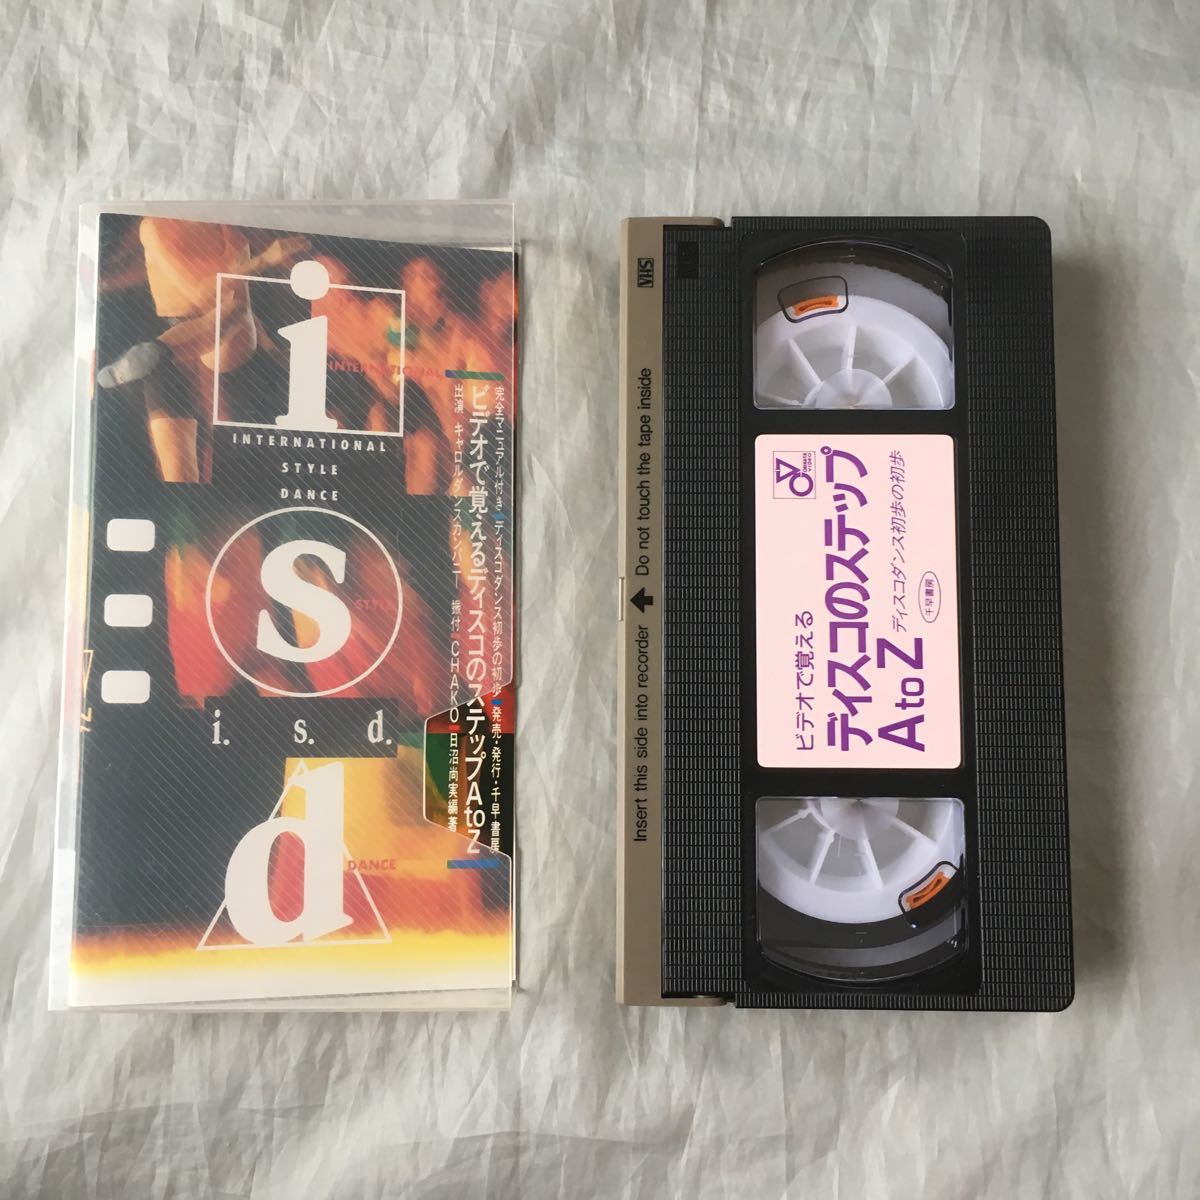 i
INTERNATIONAL
INTERNATIONAL
STYLE
DANCE
s
STYLE
i. s. d.
d
DANCE
完全マニュアル付き ディスコダンス初歩の初歩 発売・発行・千早書房
ビデオで覚えるディスコのステップA to Z
出演 キャロルダンスカンパニー 振付 CHAKO 日沼尚実編著
VHS
Insert this side into recorder Do not touch the tape inside
ビデオで覚える
ディスコのステップ
A to Z ディスコダンス初歩の初歩
千早書房
VIDEO